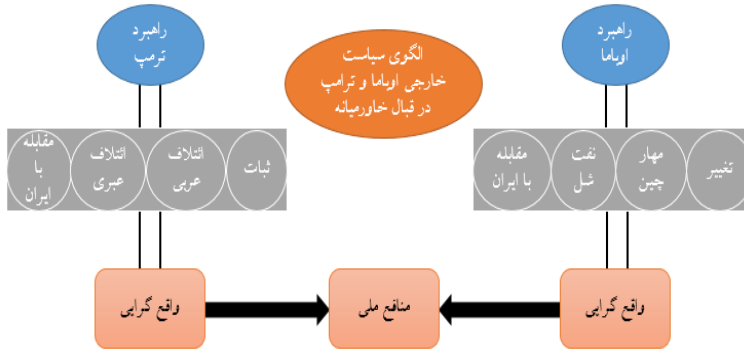 راهبرد
اوباما
الگوی سیاست
خارجی اوباما و ترامپ
در قبال خاورمیانه
راهبرد
ترمپ
تغییر
مهار
چین
نفت
شل
مقابله
با ایران
ثبات
ائتلاف
عربی
ائتلاف
عبری
مقابله
با
ایران
واقع گرایی
منافع ملی
واقع گرایی